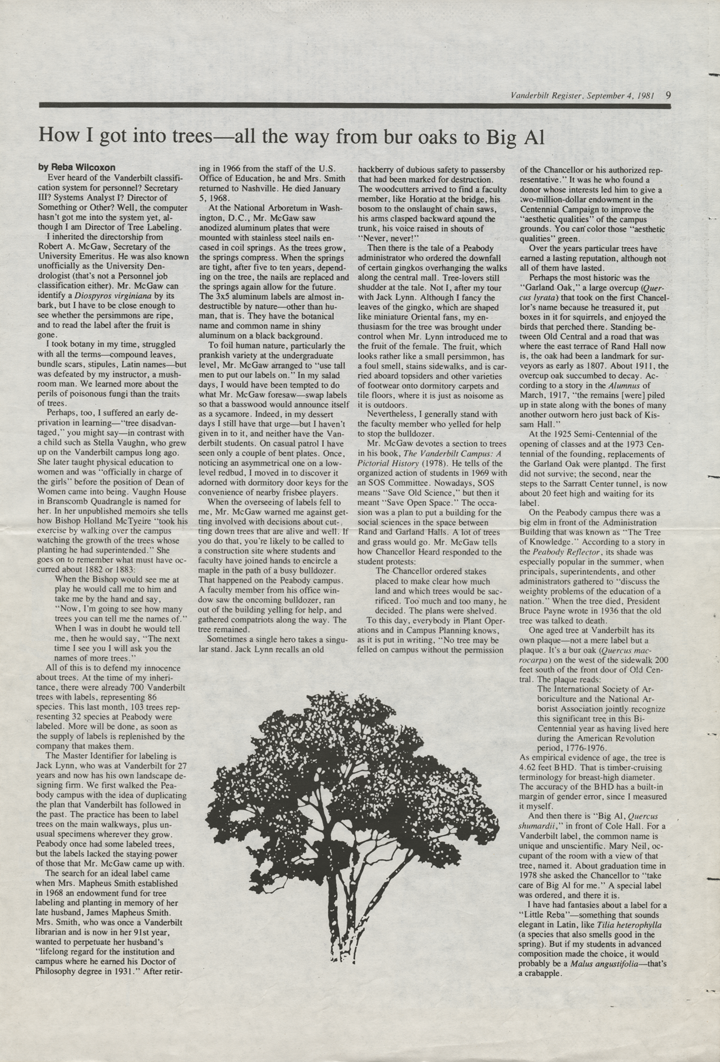 Vanderbilt Register, September 4, 1981 9
How I got into trees—all the way from bur oaks to Big Al
by Reba Wilcoxon
Ever heard of the Vanderbilt classifi-
cation system for personnel? Secretary
III? Systems Analyst I? Director of
Something or Other? Well, the computer
hasn't got me into the system yet, al-
though I am Director of Tree Labeling.
I inherited the directorship from
Robert A. McGaw, Secretary of the
University Emeritus. He was also known
unofficially as the University Den-
drologist (that's not a Personnel job
classification either). Mr. McGaw can
identify a Diospyros virginiana by its
bark, but I have to be close enough to
see whether the persimmons are ripe,
and to read the label after the fruit is
gone.
I took botany in my time, struggled
with all the terms—compound leaves,
bundle scars, stipules, Latin names—but
was defeated by my instructor, a mush-
room man. We learned more about the
perils of poisonous fungi than the traits
of trees.
Perhaps, too, I suffered an early de-
privation in learning—"tree disadvan-
taged," you might say—in contrast with
a child such as Stella Vaughn, who grew
up on the Vanderbilt campus long ago.
She later taught physical education to
women and was "officially in charge of
the girls" before the position of Dean of
Women came into being. Vaughn House
in Branscomb Quadrangle is named for
her. In her unpublished memoirs she tells
how Bishop Holland McTyeire "took his
exercise by walking over the campus
watching the growth of the trees whose
planting he had superintended." She
goes on to remember what must have oc-
curred about 1882 or 1883:
When the Bishop would see me at
play he would call me to him and
take me by the hand and say,
"Now, I'm going to see how many
trees you can tell me the names of."
When I was in doubt he would tell
me, then he would say, "The next
time I see you I will ask you the
names of more trees."
All of this is to defend my innocence
about trees. At the time of my inheri-
tance, there were already 700 Vanderbilt
trees with labels, representing 86
species. This last month, 103 trees rep-
resenting 32 species at Peabody were
labeled. More will be done, as soon as
the supply of labels is replenished by the
company that makes them.
The Master Identifier for labeling is
Jack Lynn, who was at Vanderbilt for 27
years and now has his own landscape de-
signing firm. We first walked the Pea-
body campus with the idea of duplicating
the plan that Vanderbilt has followed in
the past. The practice has been to label
trees on the main walkways, plus un-
usual specimens wherever they grow.
Peabody once had some labeled trees,
but the labels lacked the staying power
of those that Mr. McGaw came up with.
The search for an ideal label came
when Mrs. Mapheus Smith established
in 1968 an endowment fund for tree
labeling and planting in memory of her
late husband, James Mapheus Smith.
Mrs. Smith, who was once a Vanderbilt
librarian and is now in her 91st year,
wanted to perpetuate her husband's
"lifelong regard for the institution and
campus where he earned his Doctor of
Philosophy degree in 1931." After retir-
ing in 1966 from the staff of the U.S.
Office of Education, he and Mrs. Smith
returned to Nashville. He died January
5, 1968.
At the National Arboretum in Wash-
ington, D.C., Mr. McGaw saw
anodized aluminum plates that were
mounted with stainless steel nails en-
cased in coil springs. As the trees grow,
the springs compress. When the springs
are tight, after five to ten years, depend-
ing on the tree, the nails are replaced and
the springs again allow for the future.
The 3x5 aluminum labels are almost in-
destructible by nature—other than hu-
man, that is. They have the botanical
name and common name in shiny
aluminum on a black background.
To foil human nature, particularly the
prankish variety at the undergraduate
level, Mr. McGaw arranged to "use tall
men to put our labels on." In my salad
days, I would have been tempted to do
what Mr. McGaw foresaw—swap labels
so that a basswood would announce itself
as a sycamore. Indeed, in my dessert
days I still have that urge—but I haven't
given in to it, and neither have the Van-
derbilt students. On casual patrol I have
seen only a couple of bent plates. Once,
noticing an asymmetrical one on a low-
level redbud, I moved in to discover it
adorned with dormitory door keys for the
convenience of nearby frisbee players.
When the overseeing of labels fell to
me, Mr. McGaw warned me against get-
ting involved with decisions about cut-
ting down trees that are alive and well. If
you do that, you're likely to be called to
a construction site where students and
faculty have joined hands to encircle a
maple in the path of a busy bulldozer.
That happened on the Peabody campus.
A faculty member from his office win-
dow saw the oncoming bulldozer, ran
out of the building yelling for help, and
gathered compatriots along the way. The
tree remained.
Sometimes a single hero takes a singu-
lar stand. Jack Lynn recalls an old
hackberry of dubious safety to passersby
that had been marked for destruction.
The woodcutters arrived to find a faculty
member, like Horatio at the bridge, his
bosom to the onslaught of chain saws,
his arms clasped backward around the
trunk, his voice raised in shouts of
"Never, never!"
Then there is the tale of a Peabody
administrator who ordered the downfall
of certain gingkos overhanging the walks
along the central mall. Tree-lovers still
shudder at the tale. Not I, after my tour
with Jack Lynn. Although I fancy the
leaves of the gingko, which are shaped
like miniature Oriental fans, my en-
thusiasm for the tree was brought under
control when Mr. Lynn introduced me to
the fruit of the female. The fruit, which
looks rather like a small persimmon, has
a foul smell, stains sidewalks, and is car-
ried aboard topsiders and other varieties
of footwear onto dormitory carpets and
tile floors, where it is just as noisome as
it is outdoors.
Nevertheless, I generally stand with
the faculty member who yelled for help
to stop the bulldozer.
Mr. McGaw devotes a section to trees
in his book, The Vanderbilt Campus: A
Pictorial History (1978). He tells of the
organized action of students in 1969 with
an SOS Committee. Nowadays, SOS
means "Save Old Science," but then it
meant "Save Open Space." The occa-
sion was a plan to put a building for the
social sciences in the space between
Rand and Garland Halls. A lot of trees
and grass would go. Mr. McGaw tells
how Chancellor Heard responded to the
student protests:
The Chancellor ordered stakes
placed to make clear how much
land and which trees would be sac-
rificed. Too much and too many, he
decided. The plans were shelved.
To this day, everybody in Plant Oper-
ations and in Campus Planning knows,
as it is put in writing, "No tree may be
felled on campus without the permission
of the Chancellor or his authorized rep-
resentative." It was he who found a
donor whose interests led him to give a
two-million-dollar endowment in the
Centennial Campaign to improve the
"aesthetic qualities" of the campus
grounds. You can color those "aesthetic
qualities" green.
Over the years particular trees have
earned a lasting reputation, although not
all of them have lasted.
Perhaps the most historic was the
"Garland Oak," a large overcup (Quer-
cus lyrata) that took on the first Chancel-
lor's name because he treasured it, put
boxes in it for squirrels, and enjoyed the
birds that perched there. Standing be-
tween Old Central and a road that was
where the east terrace of Rand Hall now
is, the oak had been a landmark for sur-
veyors as early as 1807. About 1911, the
overcup oak succumbed to decay. Ac-
cording to a story in the Alumnus of
March, 1917, "the remains [were] piled
up in state along with the bones of many
another outworn hero just back of Kis-
sam Hall."
At the 1925 Semi-Centennial of the
opening of classes and at the 1973 Cen-
tennial of the founding, replacements of
the Garland Oak were planted. The first
did not survive; the second, near the
steps to the Sarratt Center tunnel, is now
about 20 feet high and waiting for its
label.
On the Peabody campus there was a
big elm in front of the Administration
Building that was known as "The Tree
of Knowledge." According to a story in
the Peabody Reflector, its shade was
especially popular in the summer, when
principals, superintendents, and other
administrators gathered to "discuss the
weighty problems of the education of a
nation." When the tree died, President
Bruce Payne wrote in 1936 that the old
tree was talked to death.
One aged tree at Vanderbilt has its
own plaque—not a mere label but a
plaque. It's a bur oak (Quercus mac-
rocarpa) on the west of the sidewalk 200
feet south of the front door of Old Cen-
tral. The plaque reads:
The International Society of Ar-
boriculture and the National Ar-
borist Association jointly recognize
this significant tree in this Bi-
Centennial year as having lived here
during the American Revolution
period, 1776-1976.
As empirical evidence of age, the tree is
4.62 feet BHD. That is timber-cruising
terminology for breast-high diameter.
The accuracy of the BHD has a built-in
margin of gender error, since I measured
it myself.
And then there is "Big Al, Quercus
shumardii," in front of Cole Hall. For a
Vanderbilt label, the common name is
unique and unscientific. Mary Neil, oc-
cupant of the room with a view of that
tree, named it. About graduation time in
1978 she asked the Chancellor to "take
care of Big Al for me." A special label
was ordered, and there it is.
I have had fantasies about a label for a
"Little Reba"—something that sounds
elegant in Latin, like Tilia heterophylla
(a species that also smells good in the
spring). But if my students in advanced
composition made the choice, it would
probably be a Malus angustifolia—that's
a crabapple.